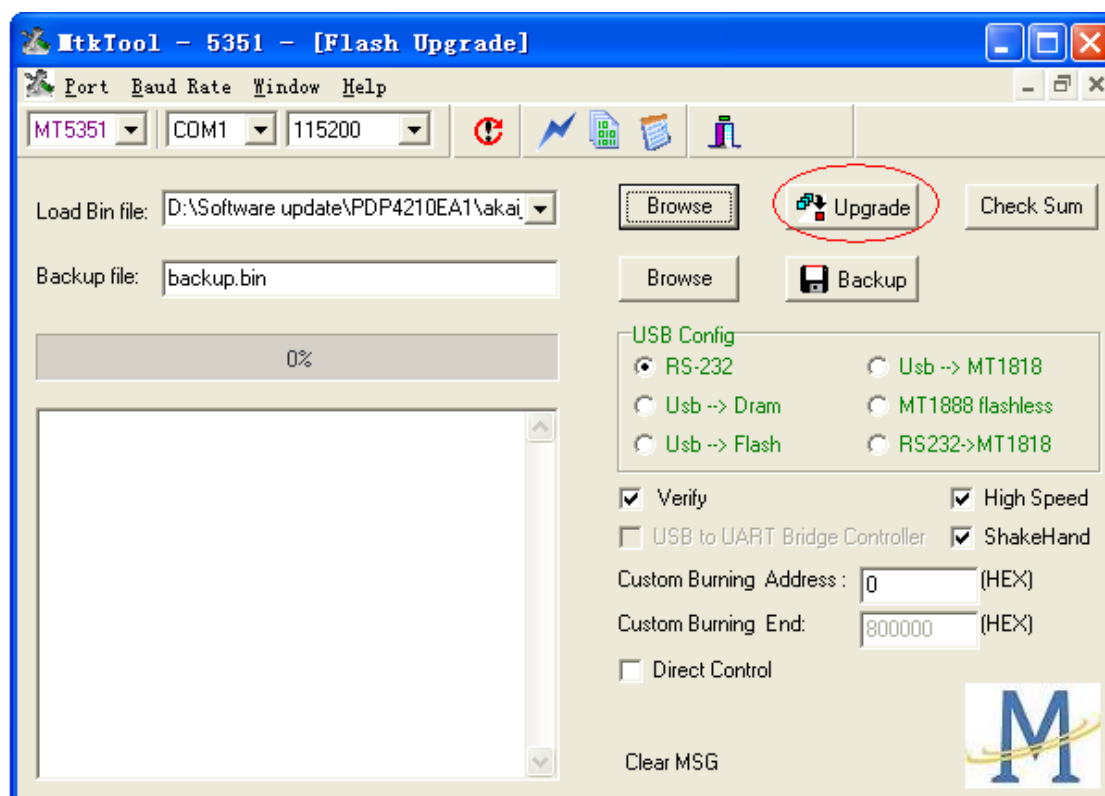 MtkTool - 5351 - [Flash Upgrade]
Port Baud Rate Window Help
MT5351 COM1 115200
Load Bin file: D:\Software update\PDP4210EA1\akai_ Browse Upgrade Check Sum
Backup file: backup.bin Browse Backup
0%
USB Config
RS-232 Usb --> MT1818
Usb --> Dram MT1888 flashless
Usb --> Flash RS232->MT1818
Verify High Speed
USB to UART Bridge Controller ShakeHand
Custom Burning Address : 0 (HEX)
Custom Burning End: 800000 (HEX)
Direct Control
M
Clear MSG